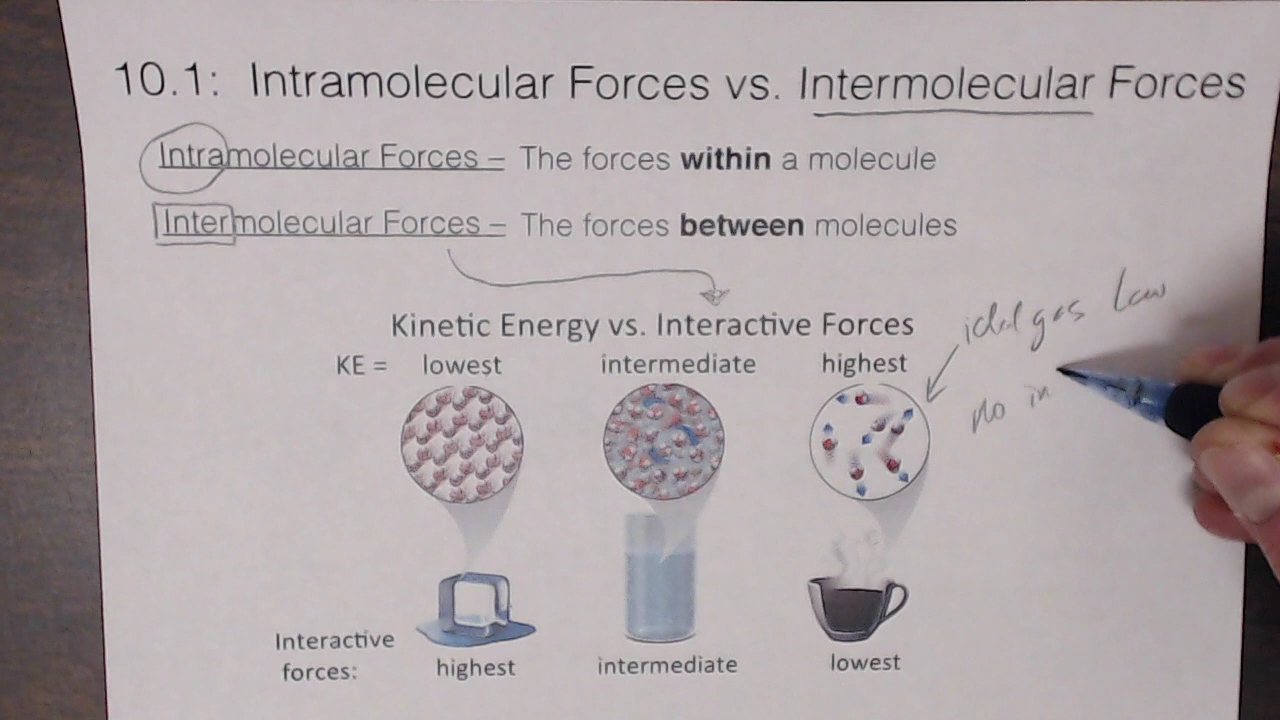 10.1: Intramolecular Forces vs. Intermolecular Forces
Intramolecular Forces – The forces within a molecule
Intermolecular Forces – The forces between molecules
Kinetic Energy vs. Interactive Forces
KE = lowest intermediate highest
gas Law
no in
Interactive
forces: highest intermediate lowest